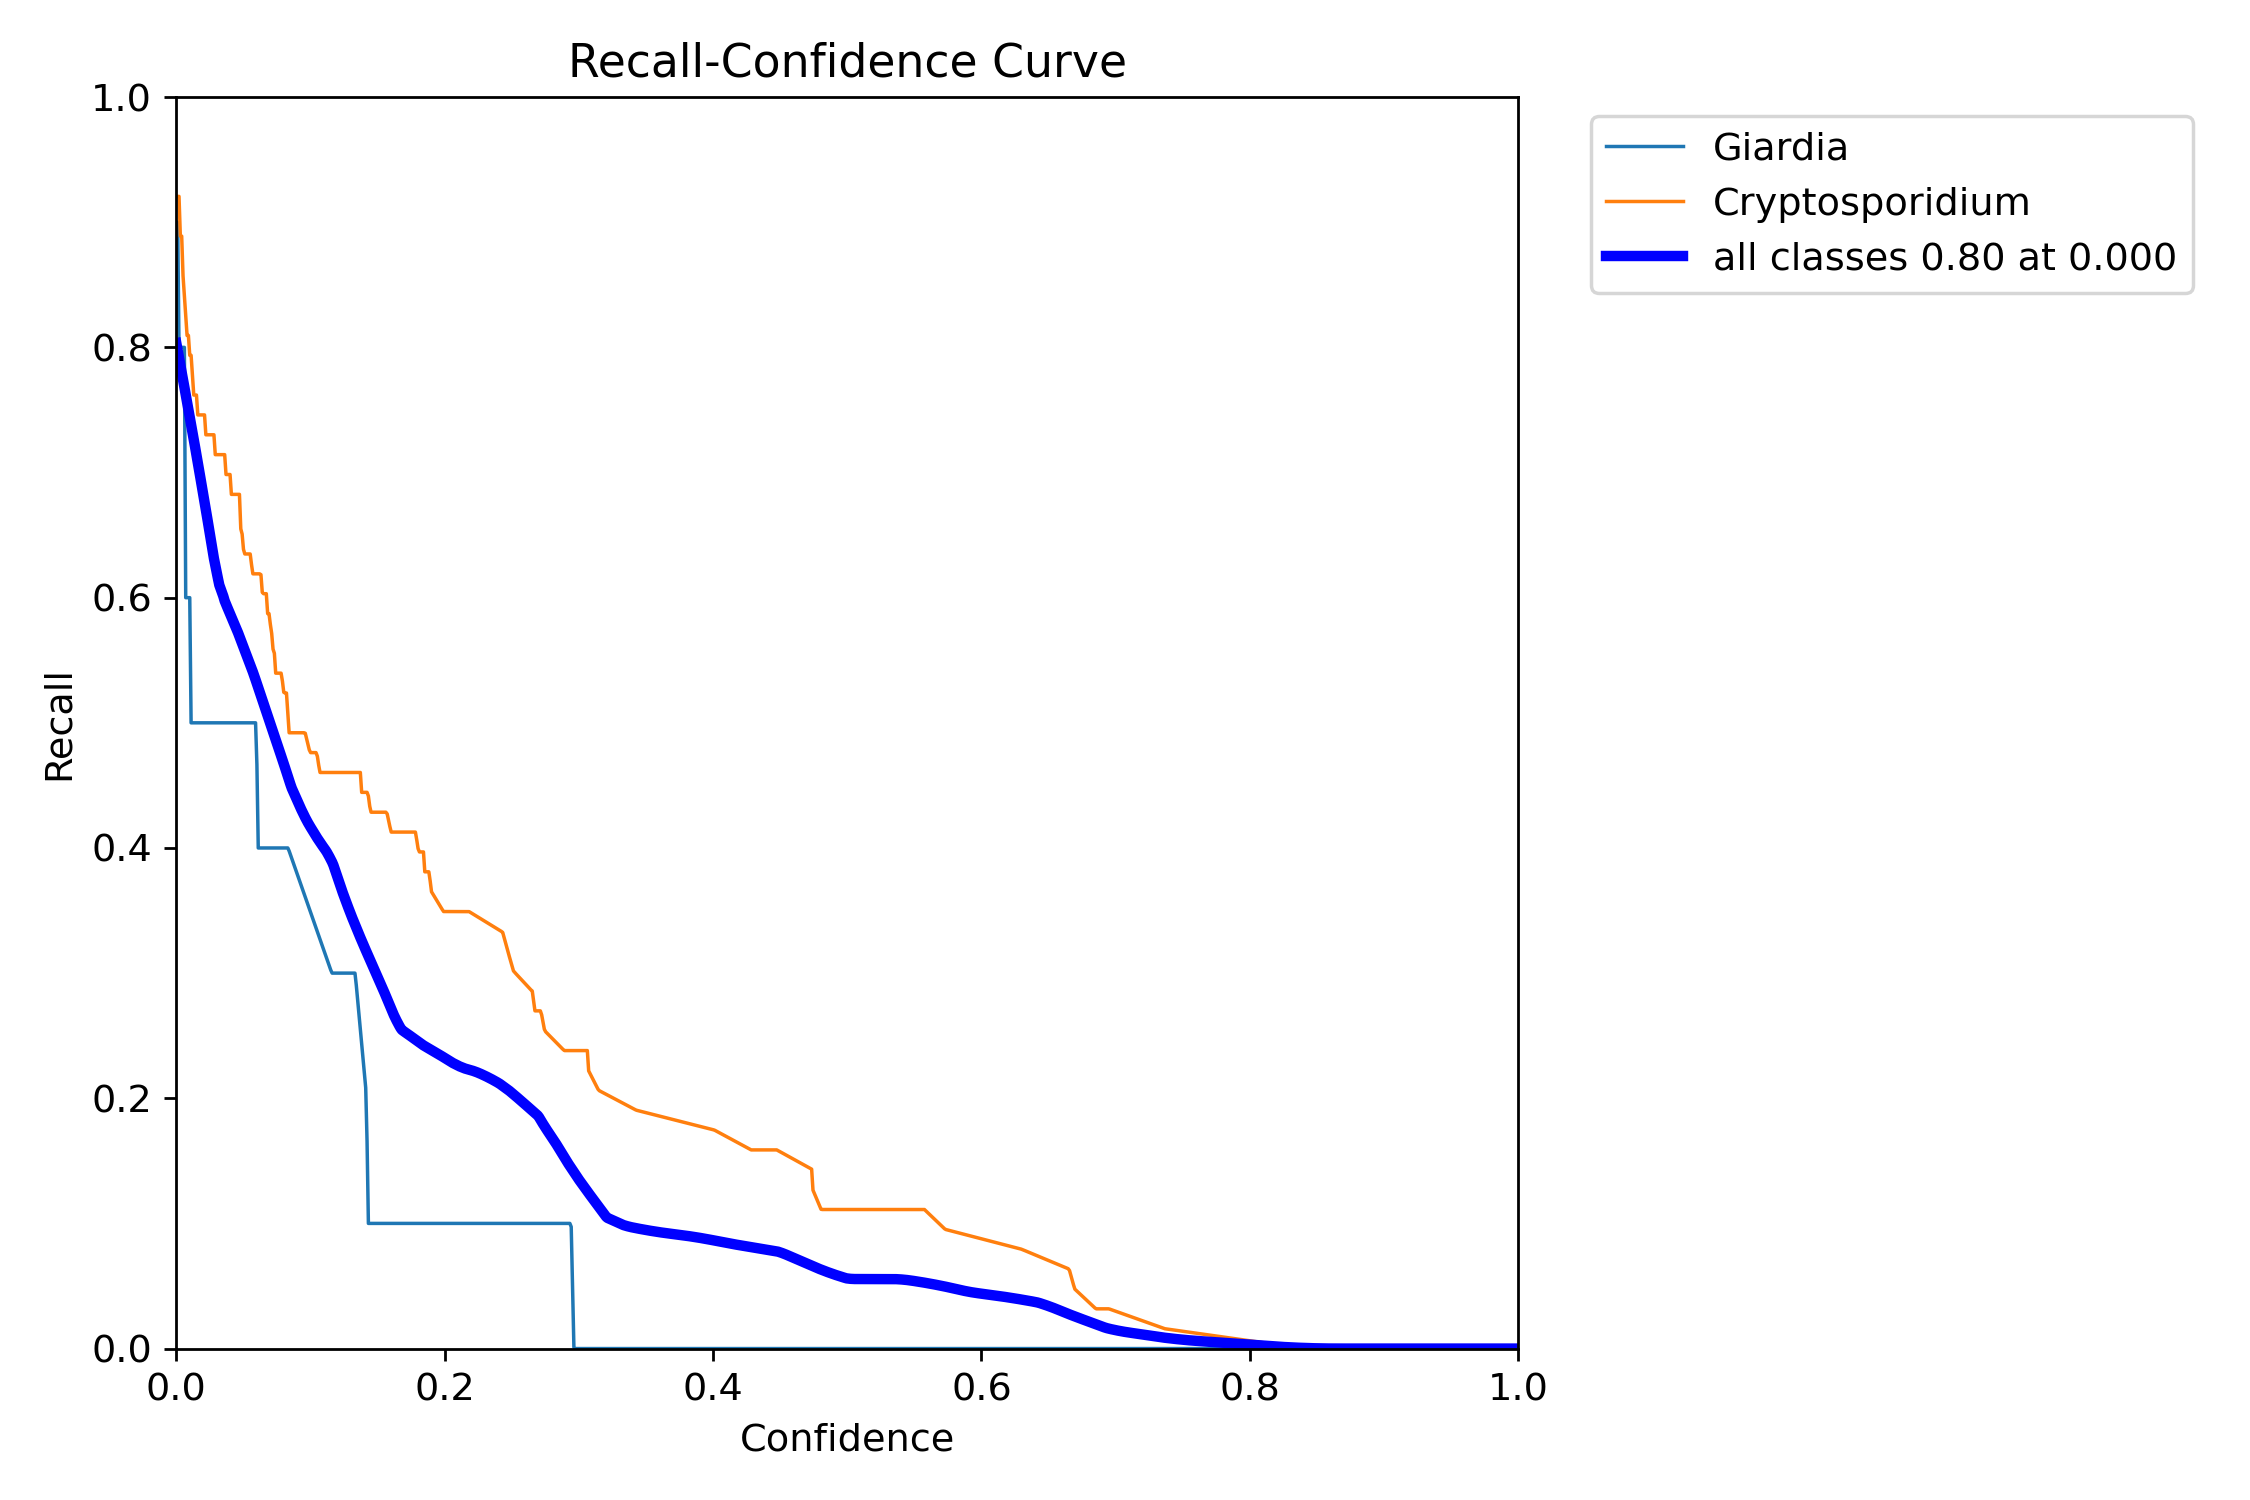 Recall-Confidence Curve
1.0
0.8
0.6
0.4
0.2
0.0
Recall
0.0 0.2 0.4 0.6 0.8 1.0
Confidence
Giardia
Cryptosporidium
all classes 0.80 at 0.000